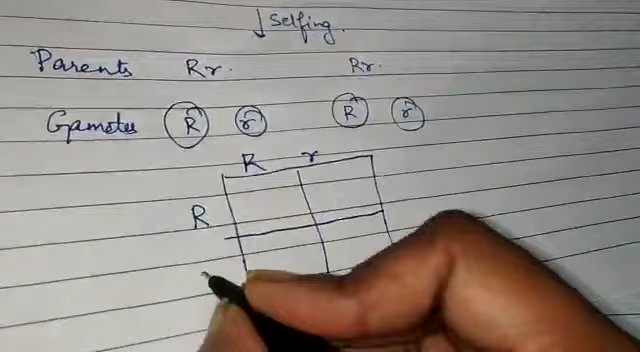 ↓ Selfing.
Parents Rr. Rr.
Gametes R r R r
R r
R